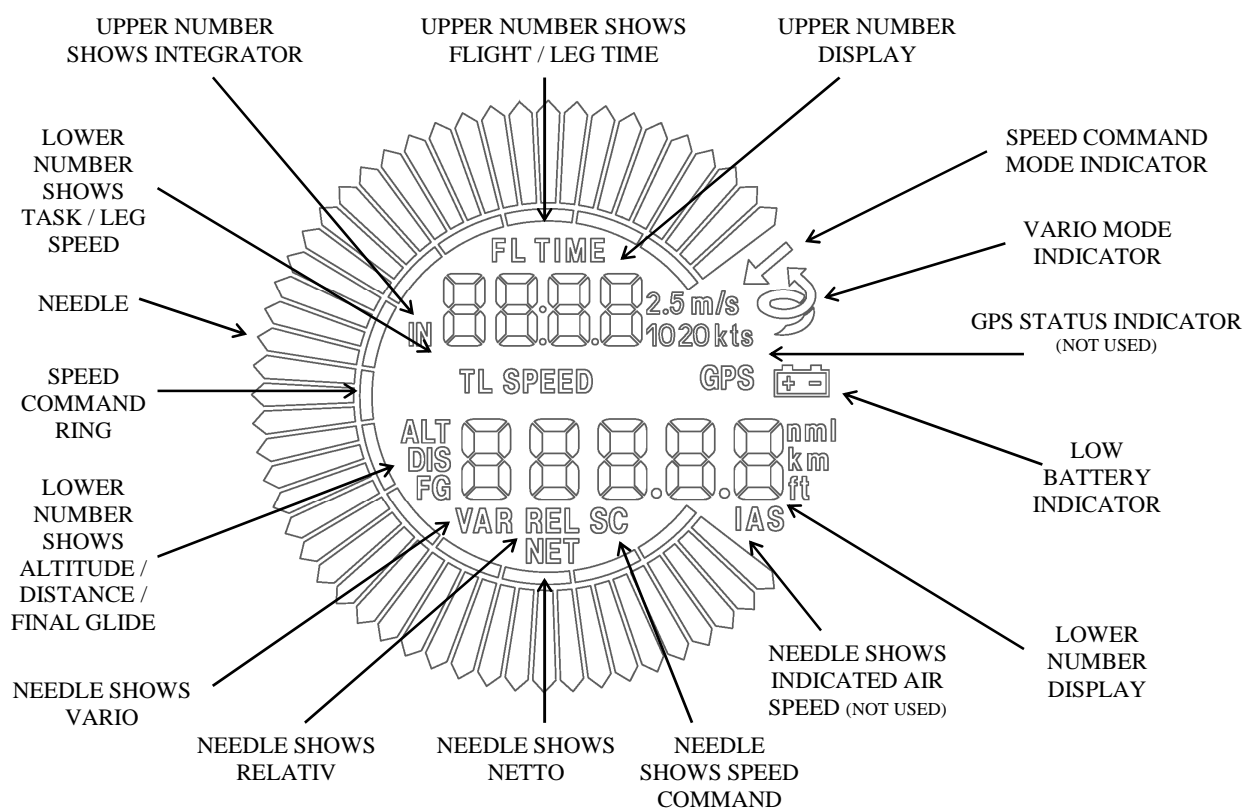 UPPER NUMBER
SHOWS INTEGRATOR
UPPER NUMBER SHOWS
FLIGHT / LEG TIME
UPPER NUMBER
DISPLAY
LOWER
NUMBER
SHOWS
TASK / LEG
SPEED
SPEED COMMAND
MODE INDICATOR
VARIO MODE
INDICATOR
NEEDLE
GPS STATUS INDICATOR
(NOT USED)
SPEED
COMMAND
RING
LOW
BATTERY
INDICATOR
LOWER
NUMBER
SHOWS
ALTITUDE /
DISTANCE /
FINAL GLIDE
FL TIME
IN
88:8.8
2.5 m/s
1020 kts
TL SPEED
GPS
+ -
ALT
DIS
FG
888.8.8
nml
km
ft
VAR REL SC
NET
IAS
NEEDLE SHOWS
VARIO
NEEDLE SHOWS
RELATIV
NEEDLE SHOWS
NETTO
NEEDLE
SHOWS SPEED
COMMAND
NEEDLE SHOWS
INDICATED AIR
SPEED (NOT USED)
LOWER
NUMBER
DISPLAY